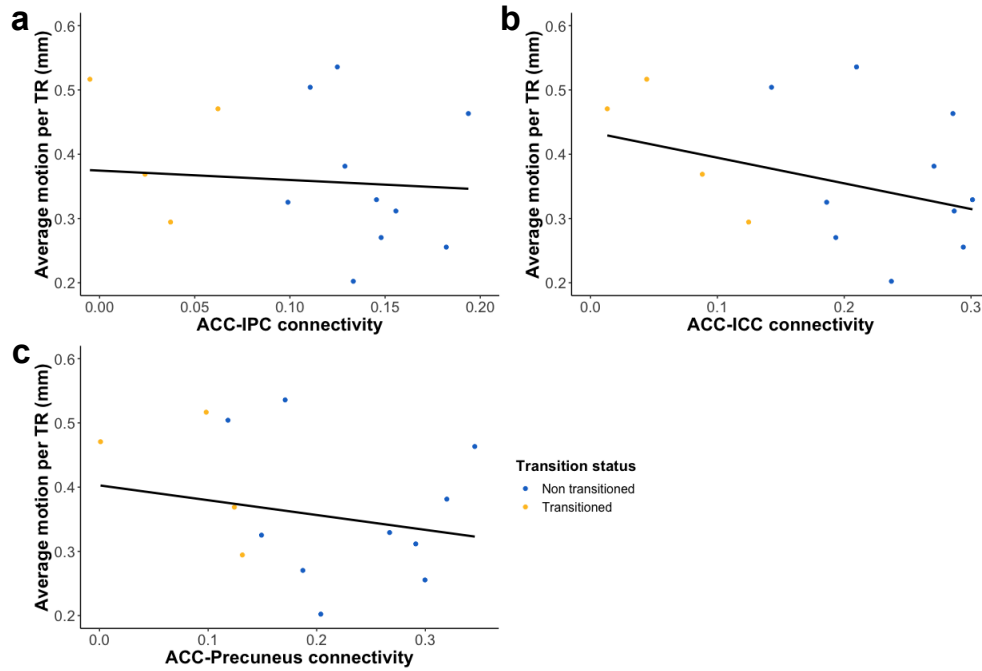 a
Average motion per TR (mm)
0.6
0.5
0.4
0.3
0.2
0.00
0.05
0.10
0.15
0.20
ACC-IPC connectivity
b
Average motion per TR (mm)
0.6
0.5
0.4
0.3
0.2
0.0
0.1
0.2
0.3
ACC-ICC connectivity
c
Average motion per TR (mm)
0.6
0.5
0.4
0.3
0.2
0.0
0.1
0.2
0.3
ACC-Precuneus connectivity
Transition status
Non transitioned
Transitioned